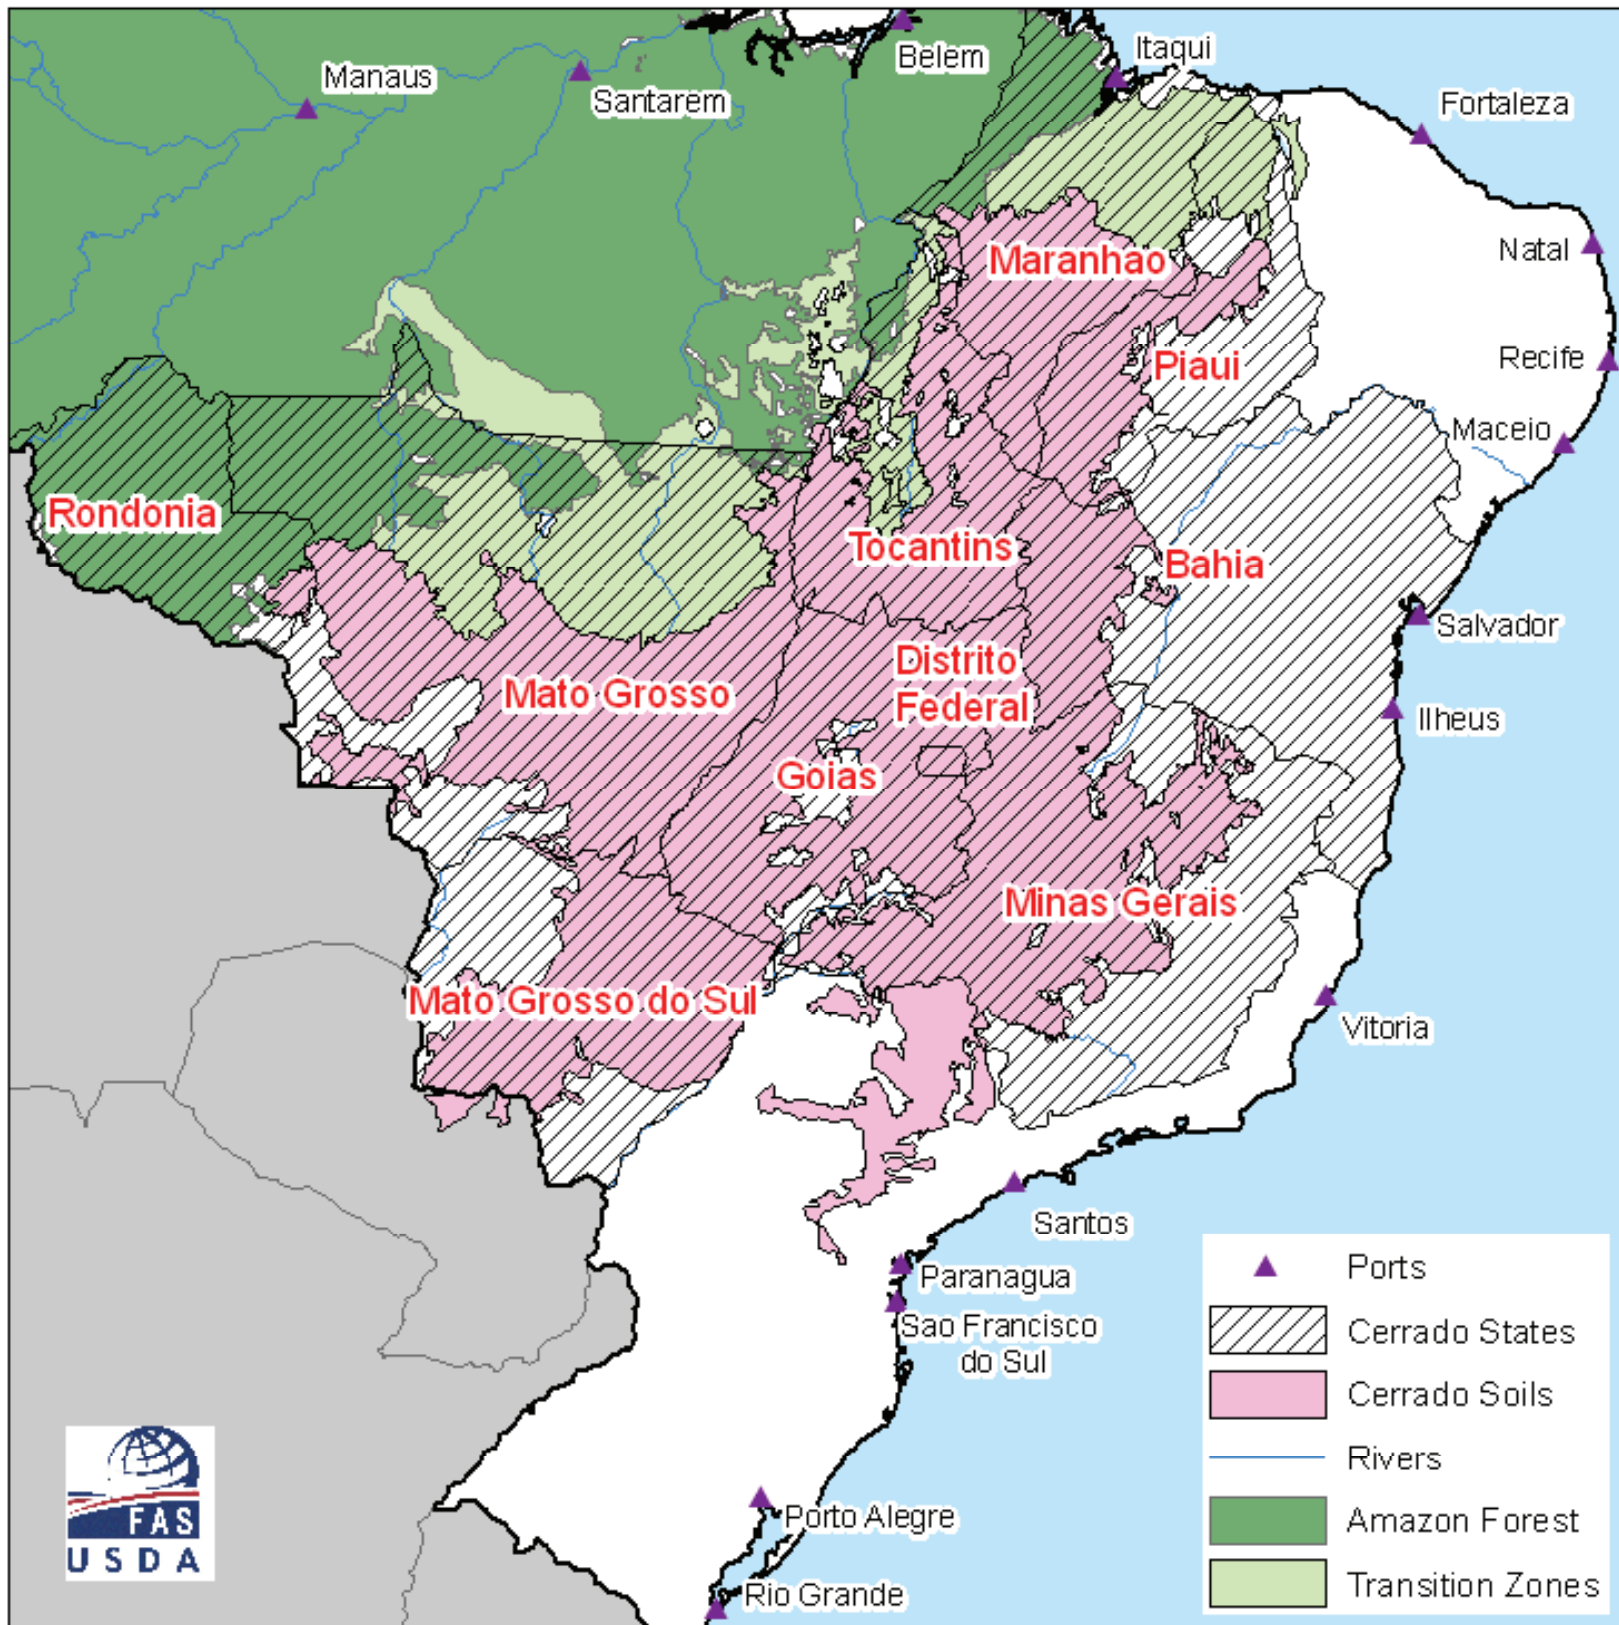 Belem
Itaqui
Manaus
Santarem
Fortaleza
Natal
Maranhao
Recife
Piaui
Maceio
Rondonia
Tocantins
Bahia
Salvador
Distrito
Federal
Mato Grosso
Ilheus
Goias
Minas Gerais
Mato Grosso do Sul
Vitoria
Santos
Paranagua
Sao Francisco
do Sul
Porto Alegre
Rio Grande
Ports
Cerrado States
Cerrado Soils
Rivers
Amazon Forest
Transition Zones
FAS
USDA